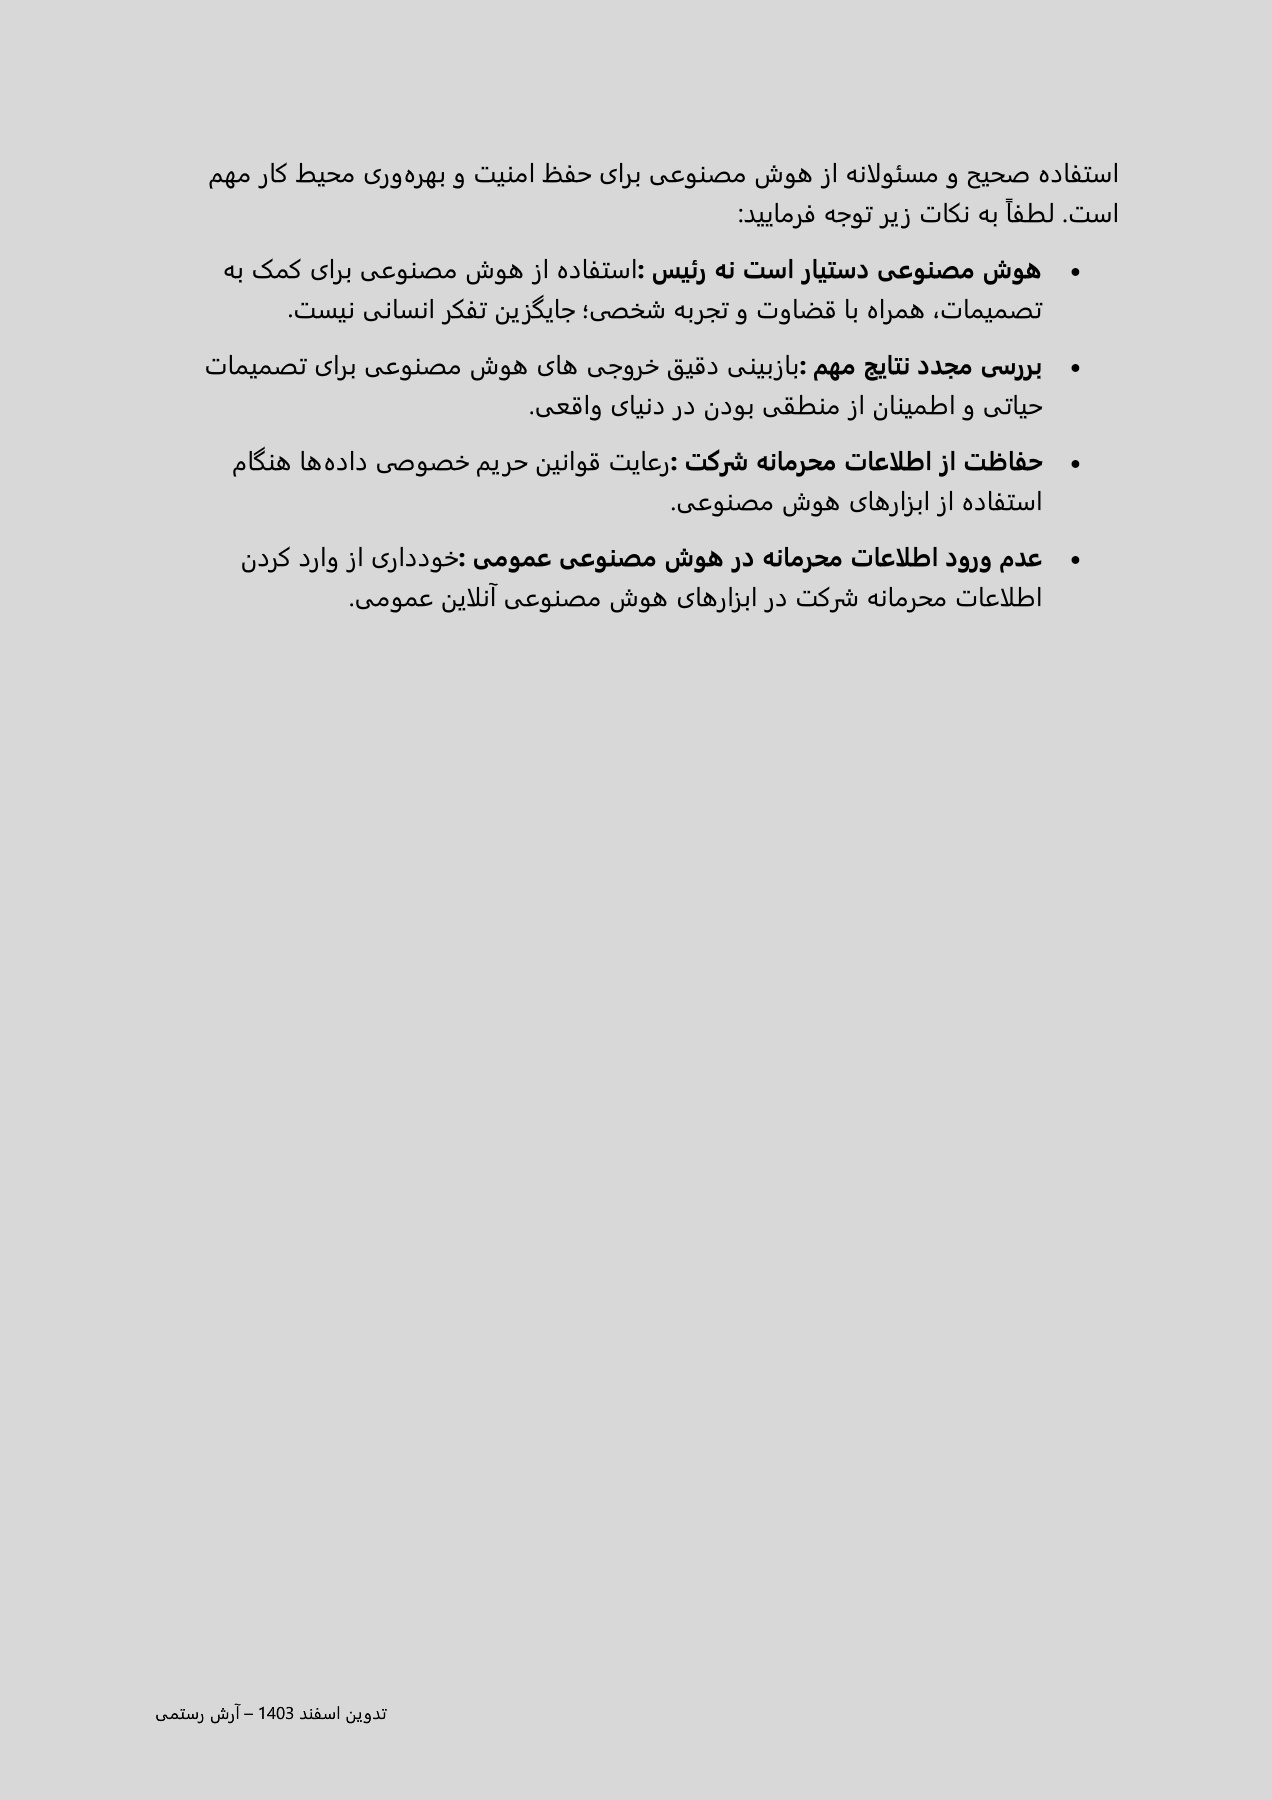 استفاده صحیح و مسئولانه از هوش مصنوعی برای حفظ امنیت و بهره‌وری محیط کار مهم
است. لطفاً به نکات زیر توجه فرمایید:
• هوش مصنوعی دستیار است نه رئیس :استفاده از هوش مصنوعی برای کمک به
تصمیمات، همراه با قضاوت و تجربه شخصی؛ جایگزین تفکر انسانی نیست.
• بررسی مجدد نتایج مهم :بازبینی دقیق خروجی های هوش مصنوعی برای تصمیمات
حیاتی و اطمینان از منطقی بودن در دنیای واقعی.
• حفاظت از اطلاعات محرمانه شرکت :رعایت قوانین حریم خصوصی داده‌ها هنگام
استفاده از ابزارهای هوش مصنوعی.
• عدم ورود اطلاعات محرمانه در هوش مصنوعی عمومی :خودداری از وارد کردن
اطلاعات محرمانه شرکت در ابزارهای هوش مصنوعی آنلاین عمومی.
تدوین اسفند 1403 – آرش رستمی